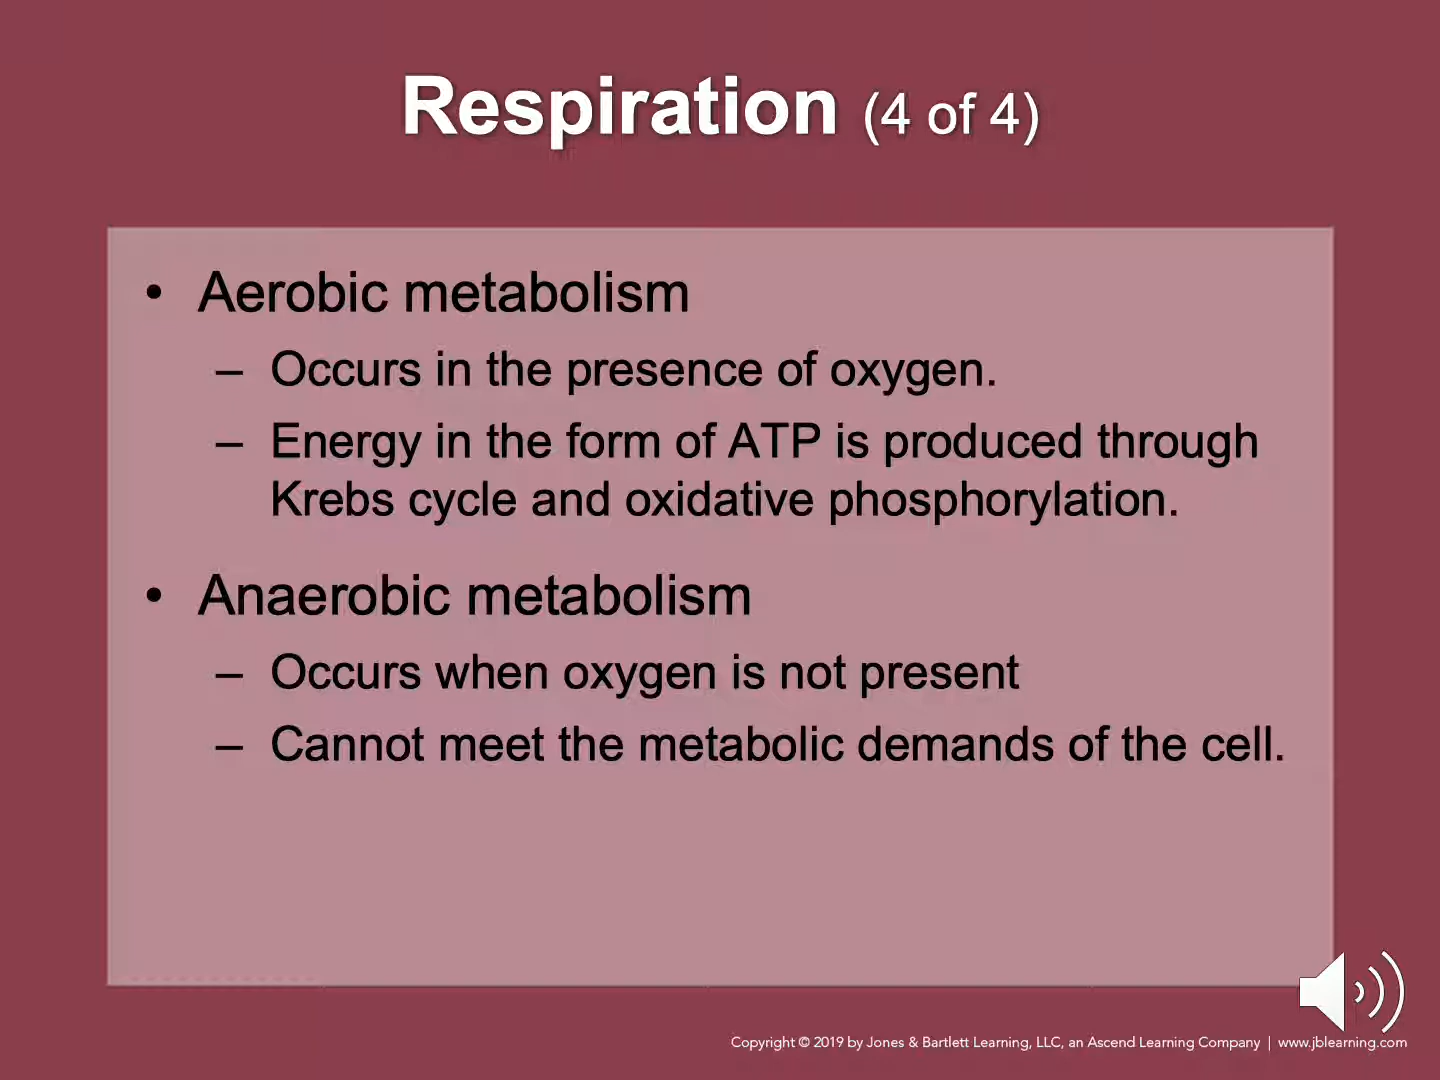 Respiration (4 of 4)
• Aerobic metabolism
– Occurs in the presence of oxygen.
– Energy in the form of ATP is produced through
Krebs cycle and oxidative phosphorylation.
• Anaerobic metabolism
– Occurs when oxygen is not present
– Cannot meet the metabolic demands of the cell.
Copyright © 2019 by Jones & Bartlett Learning, LLC, an Ascend Learning Company | www.jblearning.com